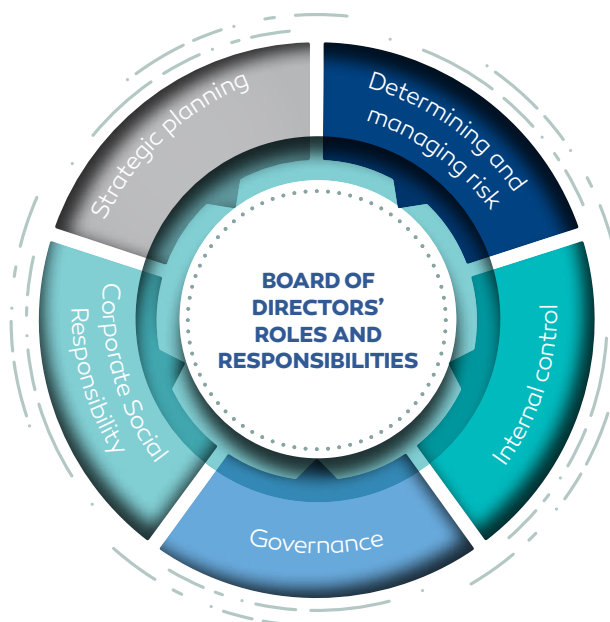 Strategic planning
Determining and
managing risk
Internal control
Governance
Corporate Social
Responsibility
BOARD OF
DIRECTORS’
ROLES AND
RESPONSIBILITIES